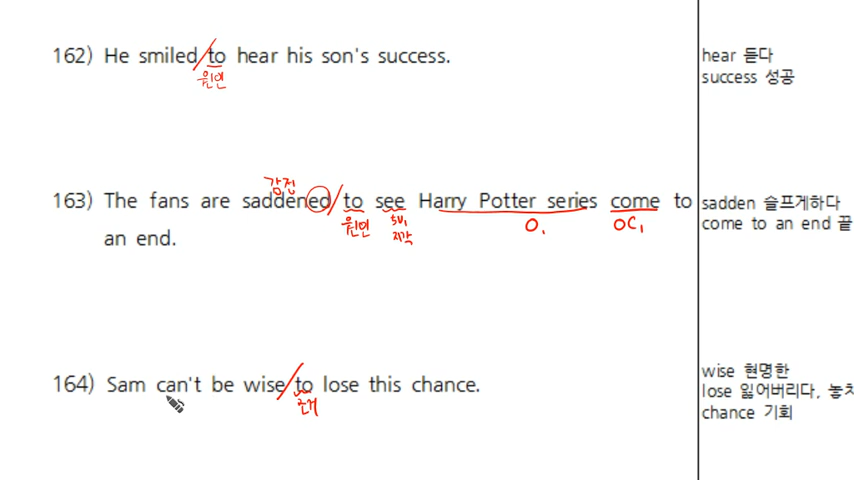 162) He smiled to hear his son's success.
hear 듣다
원인
success 성공
감정
163) The fans are saddened to see Harry Potter series come to
sadden 슬프게하다
원인
5V,
O,
OC,
지각
an end.
come to an end 끝
164) Sam can't be wise to lose this chance.
wise 현명한
근거
lose 잃어버리다, 놓치
chance 기회